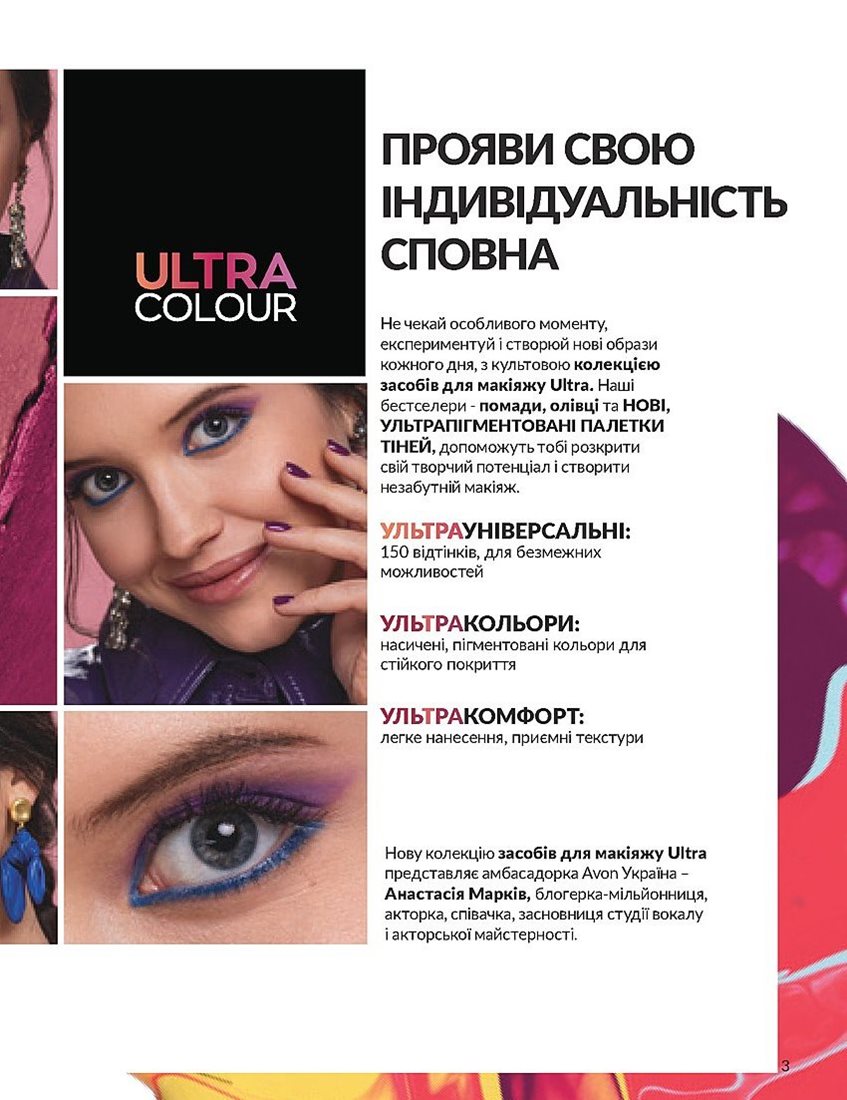 ULTRA
COLOUR
ПРОЯВИ СВОЮ
ІНДИВІДУАЛЬНІСТЬ
СПОВНА
Не чекай особливого моменту,
експериментуй і створюй нові образи
кожного дня, з культовою колекцією
засобів для макіяжу Ultra. Наші
бестселери - помади, олівці та НОВІ,
УЛЬТРАПІГМЕНТОВАНІ ПАЛЕТКИ
ТІНЕЙ, допоможуть тобі розкрити
свій творчий потенціал і створити
незабутній макіяж.
УЛЬТРАУНІВЕРСАЛЬНІ:
150 відтінків, для безмежних
можливостей
УЛЬТРАКОЛЬОРИ:
насичені, пігментовані кольори для
стійкого покриття
УЛЬТРАКОМФОРТ:
легке нанесення, приємні текстури
Нову колекцію засобів для макіяжу Ultra
представляє амбасадорка Avon Україна –
Анастасія Марків, блогерка-мільйонниця,
акторка, співачка, засновниця студії вокалу
і акторської майстерності.
3